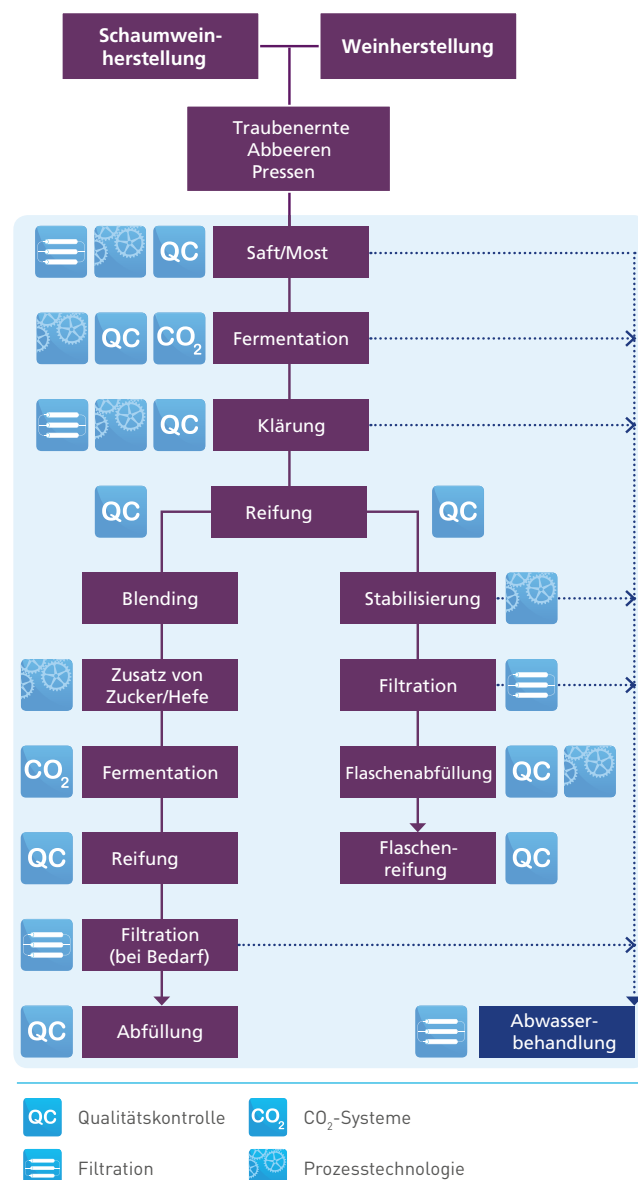 Schaumwein-
herstellung
Weinherstellung
Traubenernte
Abbeeren
Pressen
QC
Saft/Most
QC
CO₂
Fermentation
QC
Klärung
QC
Reifung
QC
Blending
Stabilisierung
Zusatz von
Zucker/Hefe
Filtration
CO₂
Fermentation
Flaschenabfüllung
QC
QC
Reifung
Flaschen-
reifung
QC
Filtration
(bei Bedarf)
QC
Abfüllung
Abwasser-
behandlung
QC
Qualitätskontrolle
CO₂
CO₂-Systeme
Filtration
Prozesstechnologie